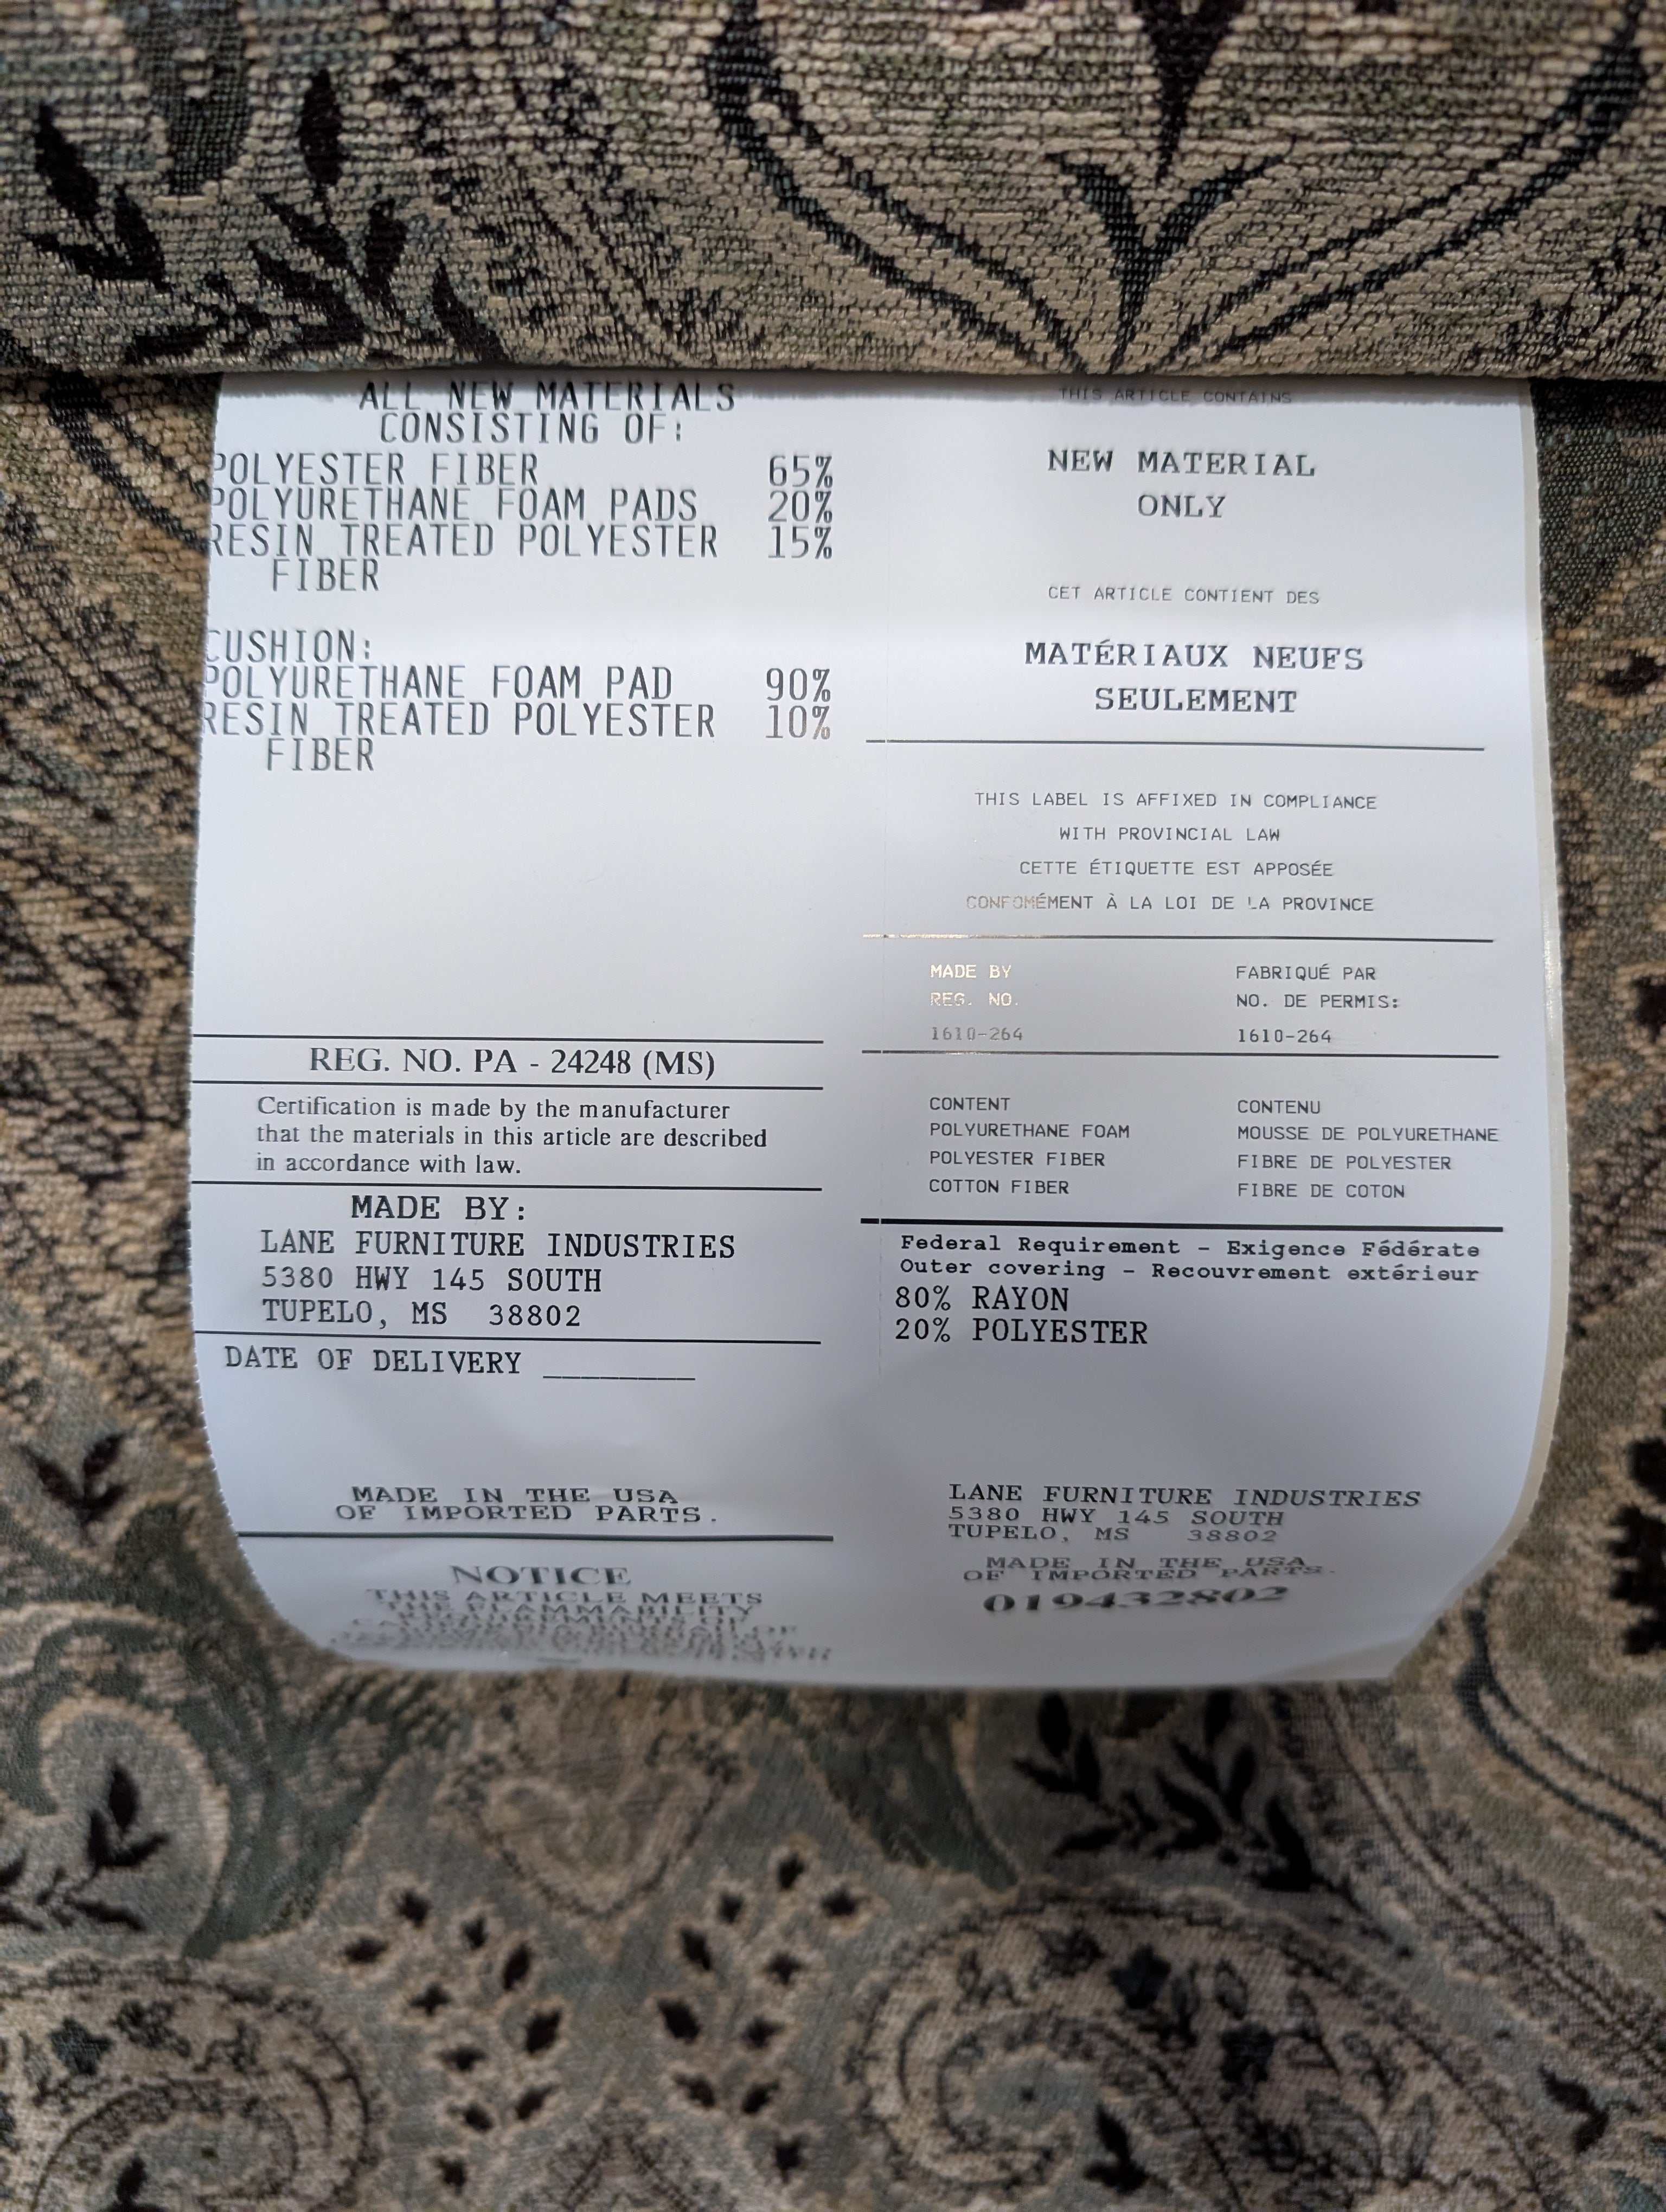 ALL NEW MATERIALS
CONSISTING OF:
POLYESTER FIBER 65%
POLYURETHANE FOAM PADS 20%
RESIN TREATED POLYESTER 15%
FIBER
CUSHION:
POLYURETHANE FOAM PAD 90%
RESIN TREATED POLYESTER 10%
FIBER
REG. NO. PA - 24248 (MS)
Certification is made by the manufacturer
that the materials in this article are described
in accordance with law.
MADE BY:
LANE FURNITURE INDUSTRIES
5380 HWY 145 SOUTH
TUPELO, MS 38802
DATE OF DELIVERY ________
MADE IN THE USA
OF IMPORTED PARTS.
NOTICE
THIS ARTICLE MEETS
THE FLAMMABILITY
REQUIREMENTS OF
THIS ARTICLE CONTAINS
NEW MATERIAL
ONLY
CET ARTICLE CONTIENT DES
MATÉRIAUX NEUFS
SEULEMENT
THIS LABEL IS AFFIXED IN COMPLIANCE
WITH PROVINCIAL LAW
CETTE ÉTIQUETTE EST APPOSÉE
CONFOMÉMENT À LA LOI DE LA PROVINCE
MADE BY FABRIQUÉ PAR
REG. NO. NO. DE PERMIS:
1610-264 1610-264
CONTENT CONTENU
POLYURETHANE FOAM MOUSSE DE POLYURETHANE
POLYESTER FIBER FIBRE DE POLYESTER
COTTON FIBER FIBRE DE COTON
Federal Requirement - Exigence Fédérate
Outer covering - Recouvrement extérieur
80% RAYON
20% POLYESTER
LANE FURNITURE INDUSTRIES
5380 HWY 145 SOUTH
TUPELO, MS 38802
MADE IN THE USA
OF IMPORTED PARTS.
019432802